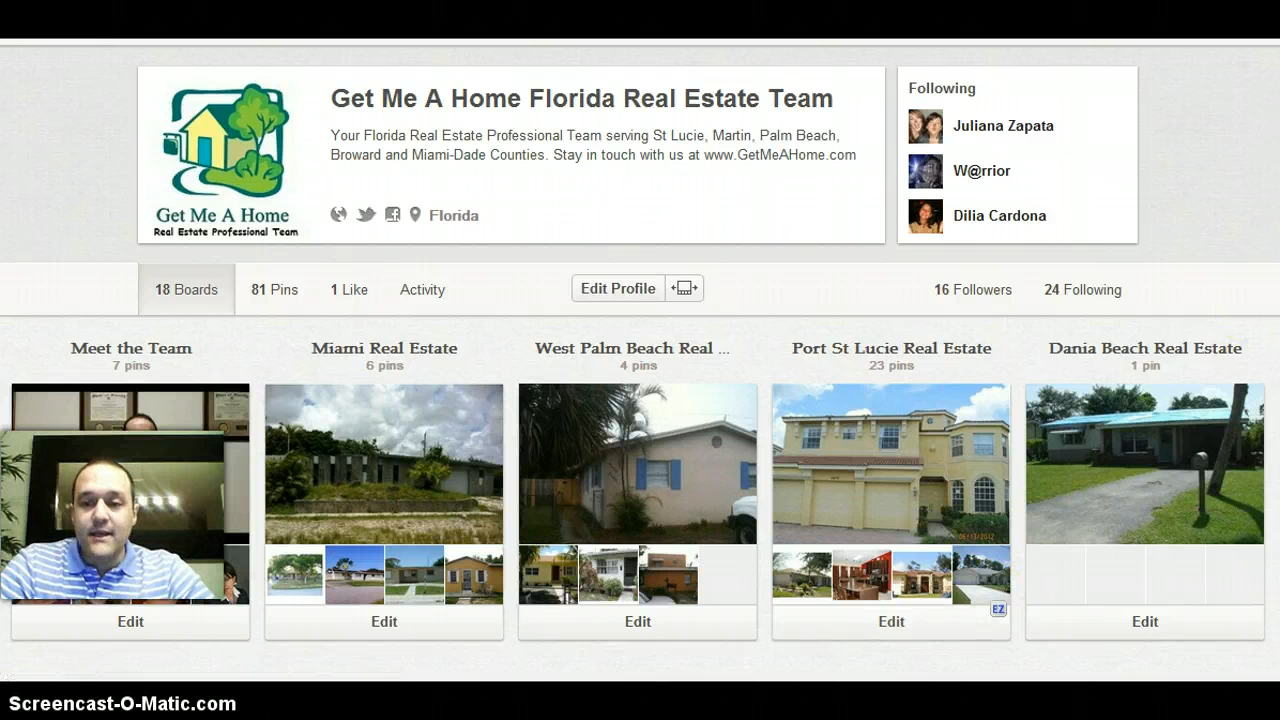 Get Me A Home Florida Real Estate Team
Your Florida Real Estate Professional Team serving St Lucie, Martin, Palm Beach,
Broward and Miami-Dade Counties. Stay in touch with us at www.GetMeAHome.com
Florida
Get Me A Home
Real Estate Professional Team
Following
Juliana Zapata
W@rrior
Dilia Cardona
18 Boards 81 Pins 1 Like Activity Edit Profile 16 Followers 24 Following
Meet the Team
7 pins
Miami Real Estate
6 pins
West Palm Beach Real ...
4 pins
Port St Lucie Real Estate
23 pins
Dania Beach Real Estate
1 pin
EZ
Edit Edit Edit Edit Edit
Screencast-O-Matic.com